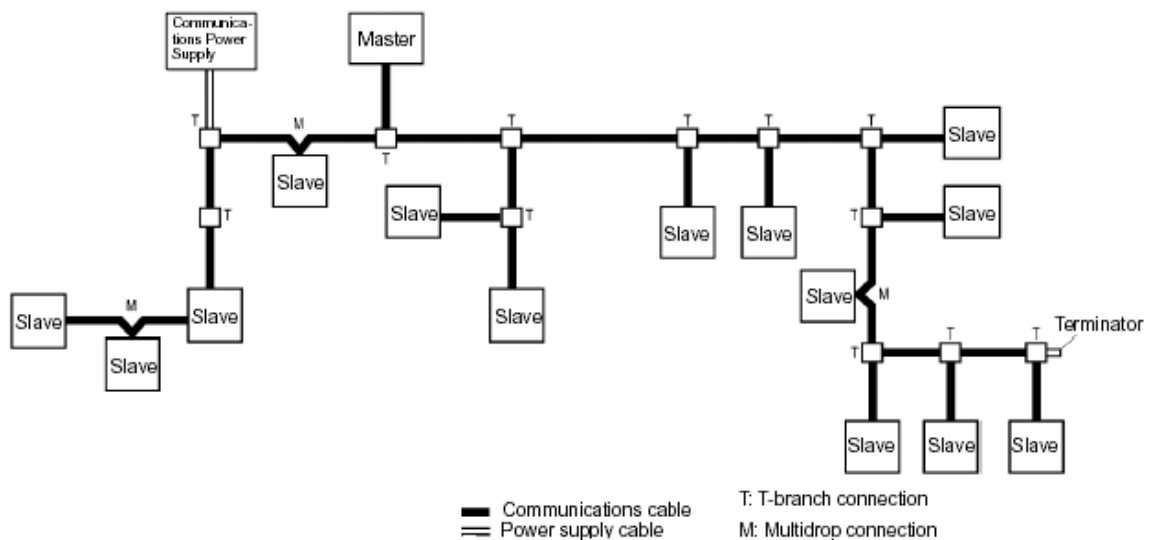 Communica-
tions Power
Supply
Master
T
M
T
T
T
T
T
Slave
Slave
T
Slave
T
T
Slave
Slave
Slave
Slave
M
Slave
M
Slave
Slave
Slave
Slave
T
T
T
Terminator
Slave
Slave
Slave
Communications cable
T: T-branch connection
Power supply cable
M: Multidrop connection